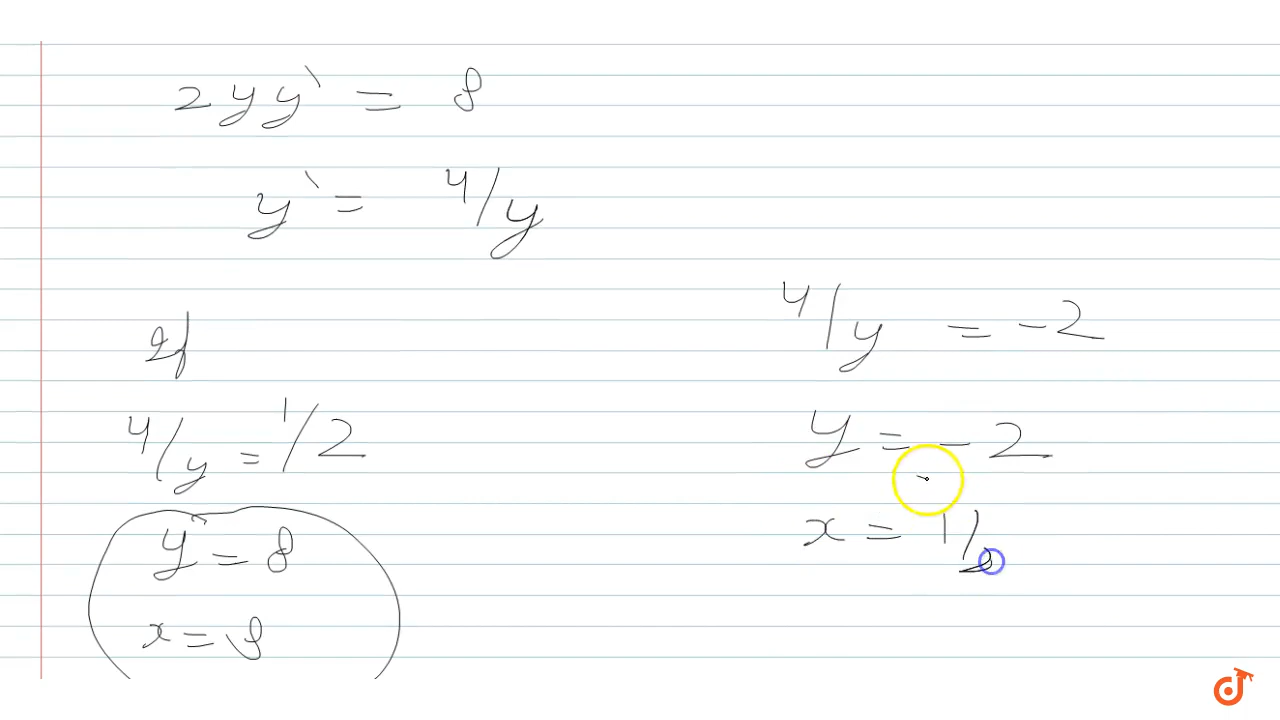 2yy` = 8
y` = 4/y
If
4/y = 1/2
y = 8
x = 8
4/y = -2
y = -2
x = 1/2